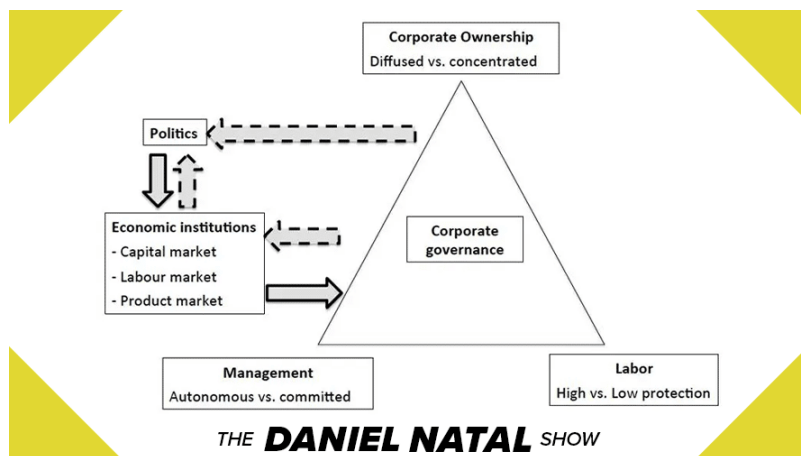 Corporate Ownership
Diffused vs. concentrated
Politics
Economic institutions
- Capital market
- Labour market
- Product market
Corporate
governance
Management
Autonomous vs. committed
Labor
High vs. Low protection
THE DANIEL NATAL SHOW